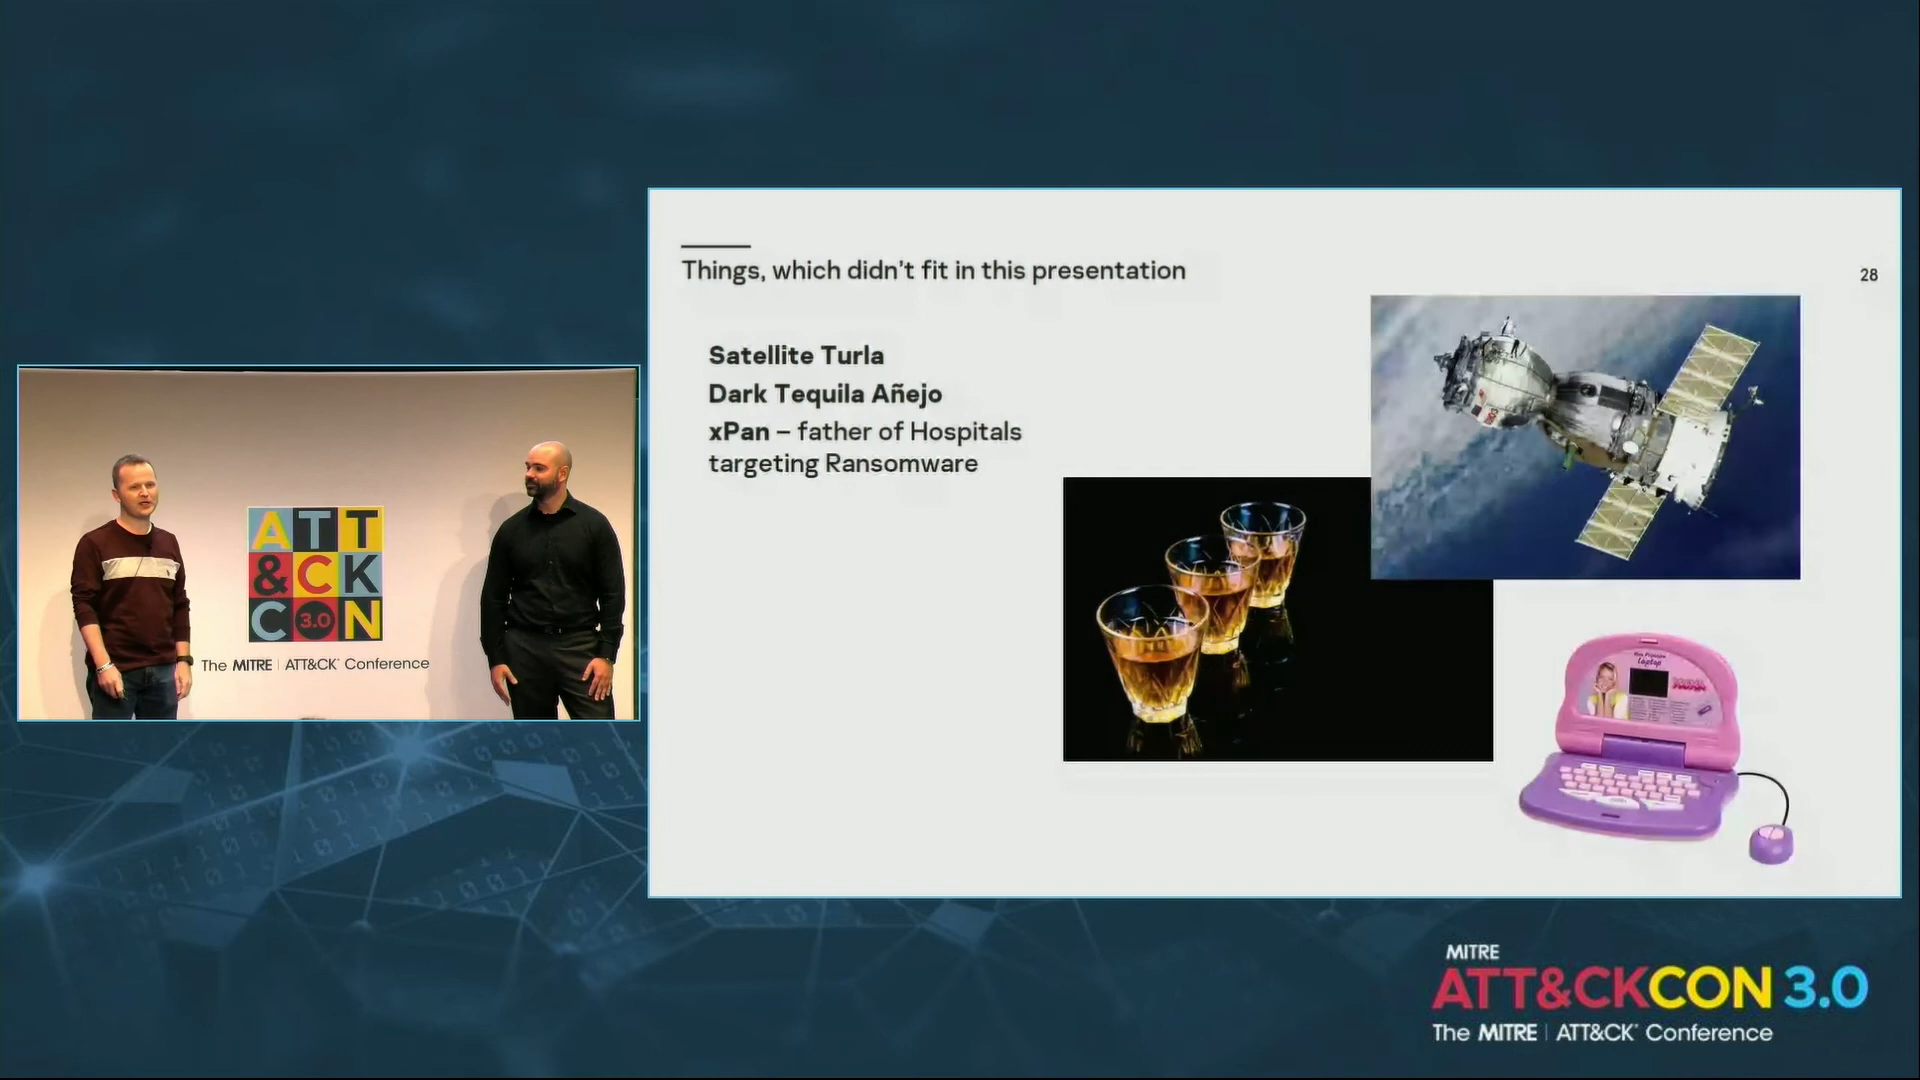 Things, which didn't fit in this presentation
28
Satellite Turla
Dark Tequila Añejo
xPan – father of Hospitals
targeting Ransomware
ATT
&CK
CON
3.0
The MITRE | ATT&CK® Conference
Laptop
MITRE
ATT&CKCON 3.0
The MITRE | ATT&CK® Conference